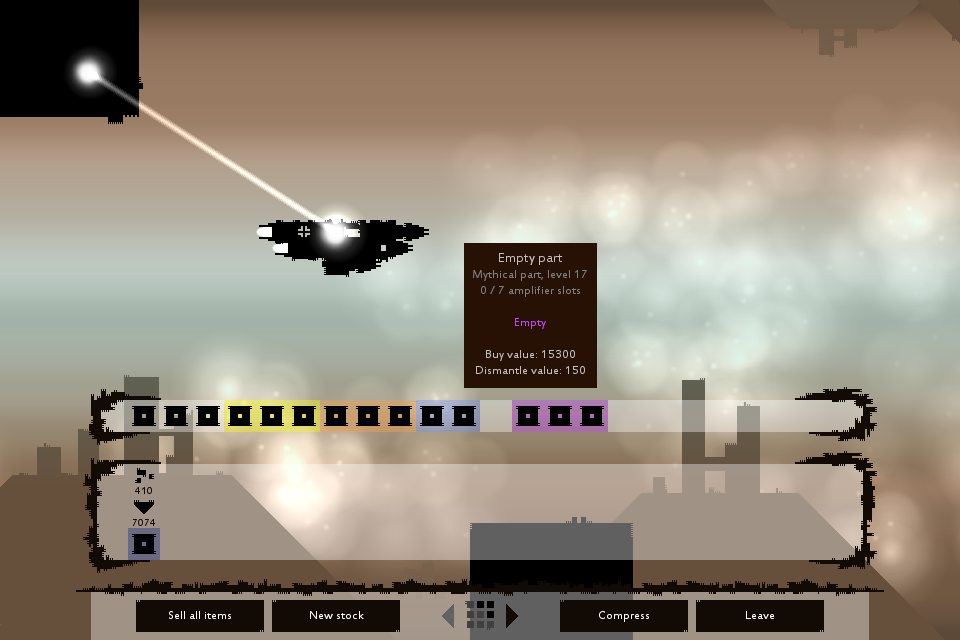 Empty part
Mythical part, level 17
0 / 7 amplifier slots
Empty
Buy value: 15300
Dismantle value: 150
410
7074
Sell all items
New stock
Compress
Leave